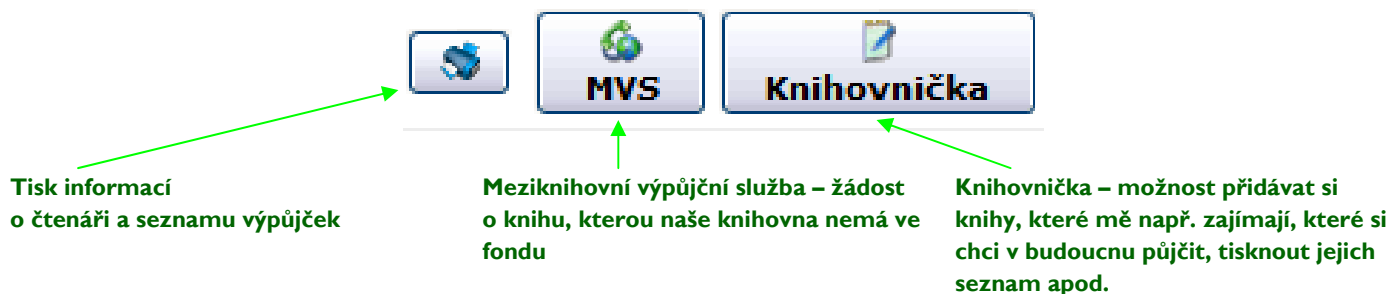 MVS
Knihovnička
Tisk informací
o čtenáři a seznamu výpůjček
Meziknihovní výpůjční služba – žádost
o knihu, kterou naše knihovna nemá ve
fondu
Knihovnička – možnost přidávat si
knihy, které mě např. zajímají, které si
chci v budoucnu půjčit, tisknout jejich
seznam apod.